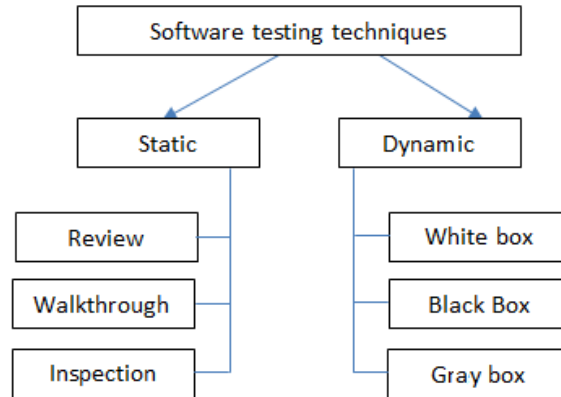 Software testing techniques
Static
Dynamic
Review
White box
Walkthrough
Black Box
Inspection
Gray box